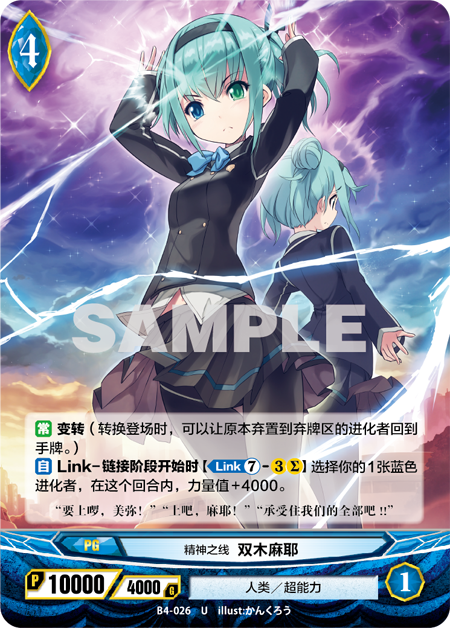 4
SAMPLE
常 变转（转换登场时，可以让原本弃置到弃牌区的进化者回到
手牌。）
自 Link-链接阶段开始时【Link 7-3 Σ】选择你的1张蓝色
进化者，在这个回合内，力量值+4000。
“要上啰，美弥！”“上吧，麻耶！”“承受住我们的全部吧!!”
PG 精神之线 双木麻耶
P 10000 / 4000 G 人类／超能力 1
B4-026 U illust:かんくろう